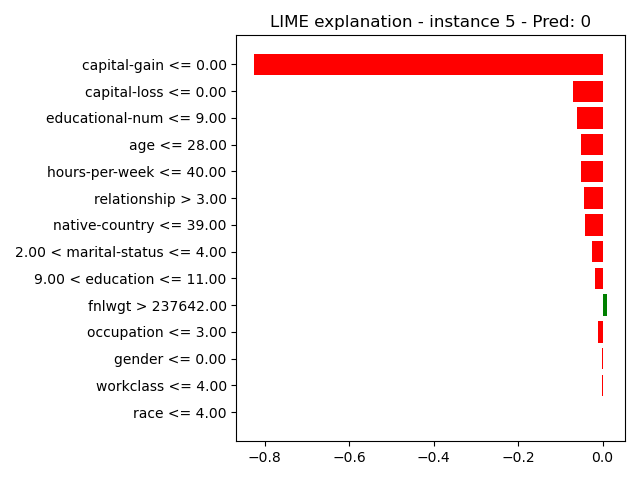 LIME explanation - instance 5 - Pred: 0
capital-gain <= 0.00
capital-loss <= 0.00
educational-num <= 9.00
age <= 28.00
hours-per-week <= 40.00
relationship > 3.00
native-country <= 39.00
2.00 < marital-status <= 4.00
9.00 < education <= 11.00
fnlwgt > 237642.00
occupation <= 3.00
gender <= 0.00
workclass <= 4.00
race <= 4.00
−0.8 −0.6 −0.4 −0.2 0.0